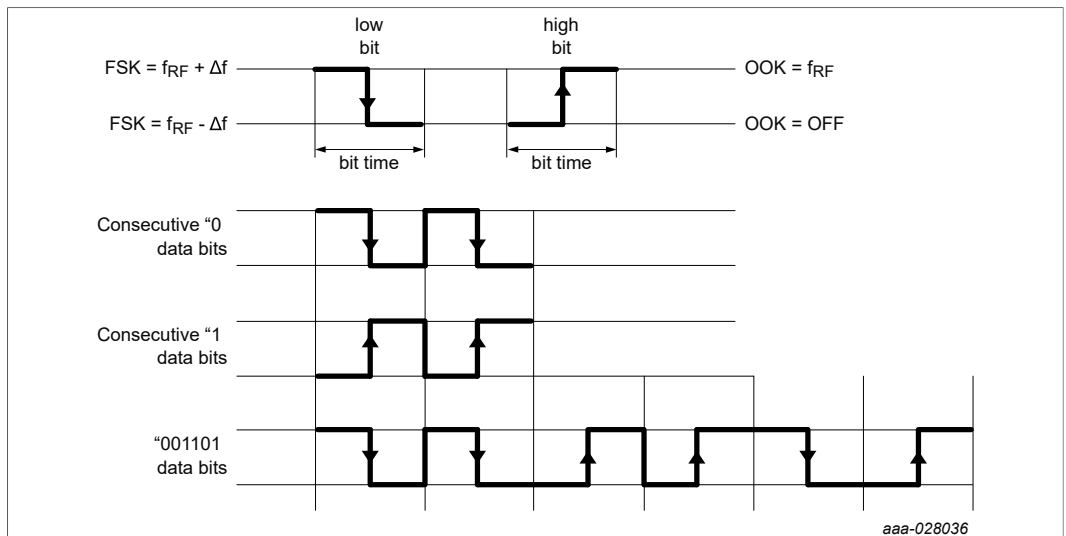 low
bit
high
bit
FSK = fRF + Δf
OOK = fRF
FSK = fRF - Δf
OOK = OFF
bit time
bit time
Consecutive “0
data bits
Consecutive “1
data bits
“001101
data bits
aaa-028036